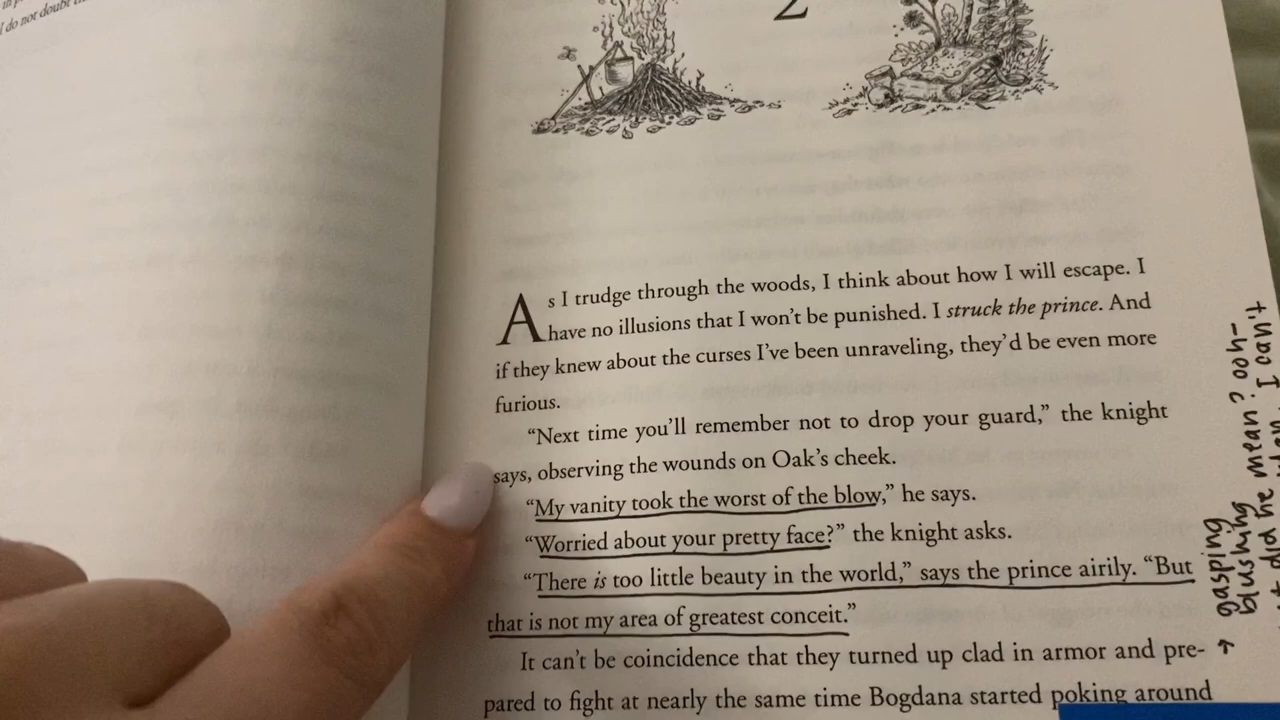 I do not doubt
2
As I trudge through the woods, I think about how I will escape. I
have no illusions that I won't be punished. I struck the prince. And
if they knew about the curses I've been unraveling, they'd be even more
furious.
“Next time you'll remember not to drop your guard,” the knight
says, observing the wounds on Oak's cheek.
“My vanity took the worst of the blow,” he says.
“Worried about your pretty face?” the knight asks.
“There is too little beauty in the world,” says the prince airily. “But
that is not my area of greatest conceit.”
It can't be coincidence that they turned up clad in armor and pre-
pared to fight at nearly the same time Bogdana started poking around
gasping
blushing
did he mean? ooh-
I can't